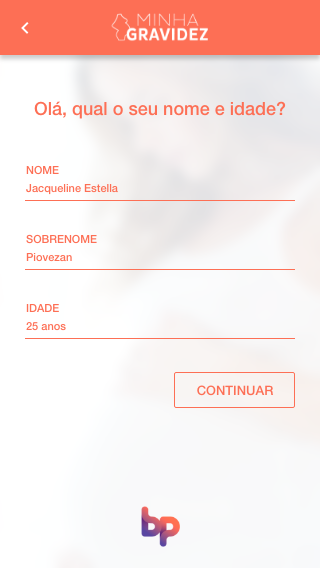 MINHA
GRAVIDEZ
Olá, qual o seu nome e idade?
NOME
Jacqueline Estella
SOBRENOME
Piovezan
IDADE
25 anos
CONTINUAR
bp